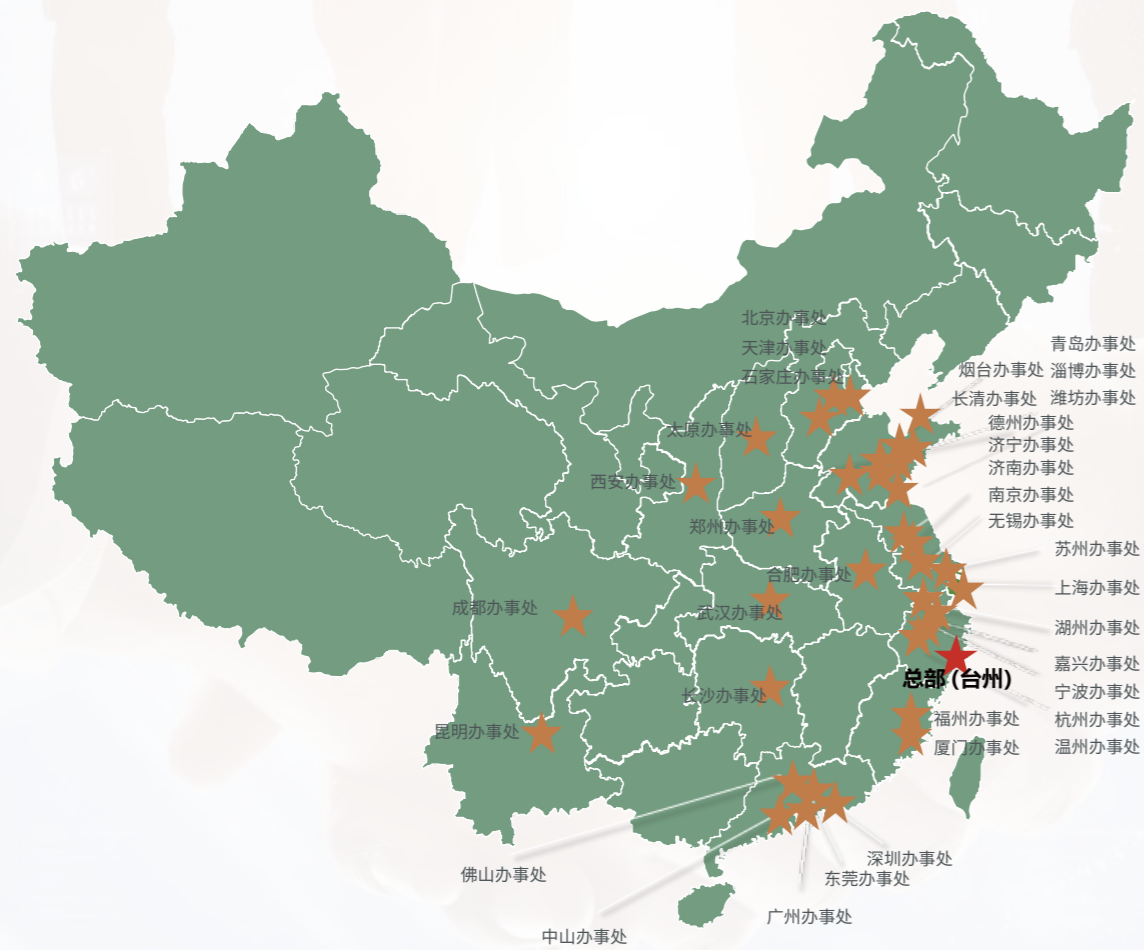 北京办事处
天津办事处
石家庄办事处
太原办事处
西安办事处
郑州办事处
合肥办事处
武汉办事处
成都办事处
长沙办事处
昆明办事处
青岛办事处
烟台办事处 淄博办事处
长清办事处 潍坊办事处
德州办事处
济宁办事处
济南办事处
南京办事处
无锡办事处
苏州办事处
上海办事处
湖州办事处
嘉兴办事处
宁波办事处
杭州办事处
温州办事处
总部 (台州)
福州办事处
厦门办事处
深圳办事处
东莞办事处
广州办事处
佛山办事处
中山办事处